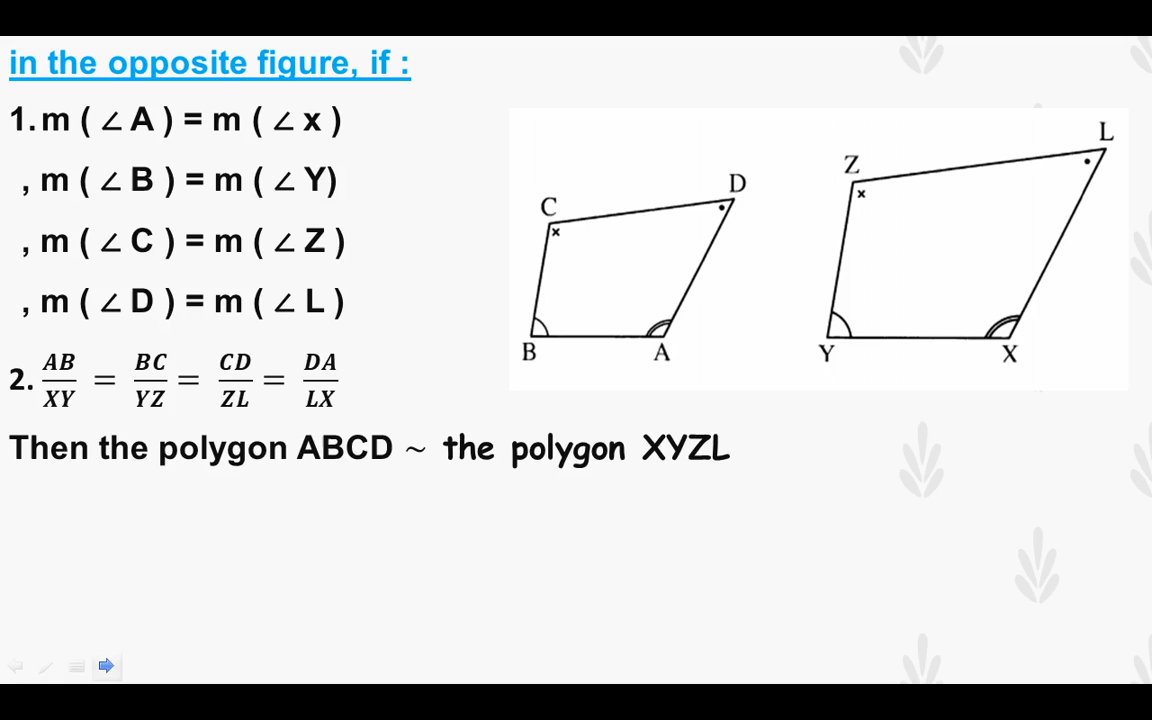 in the opposite figure, if :
1. m ( ∠ A ) = m ( ∠ x )
, m ( ∠ B ) = m ( ∠ Y)
, m ( ∠ C ) = m ( ∠ Z )
, m ( ∠ D ) = m ( ∠ L )
2. AB/XY = BC/YZ = CD/ZL = DA/LX
Then the polygon ABCD ~ the polygon XYZL
C
D
B
A
x
Z
L
Y
X
x